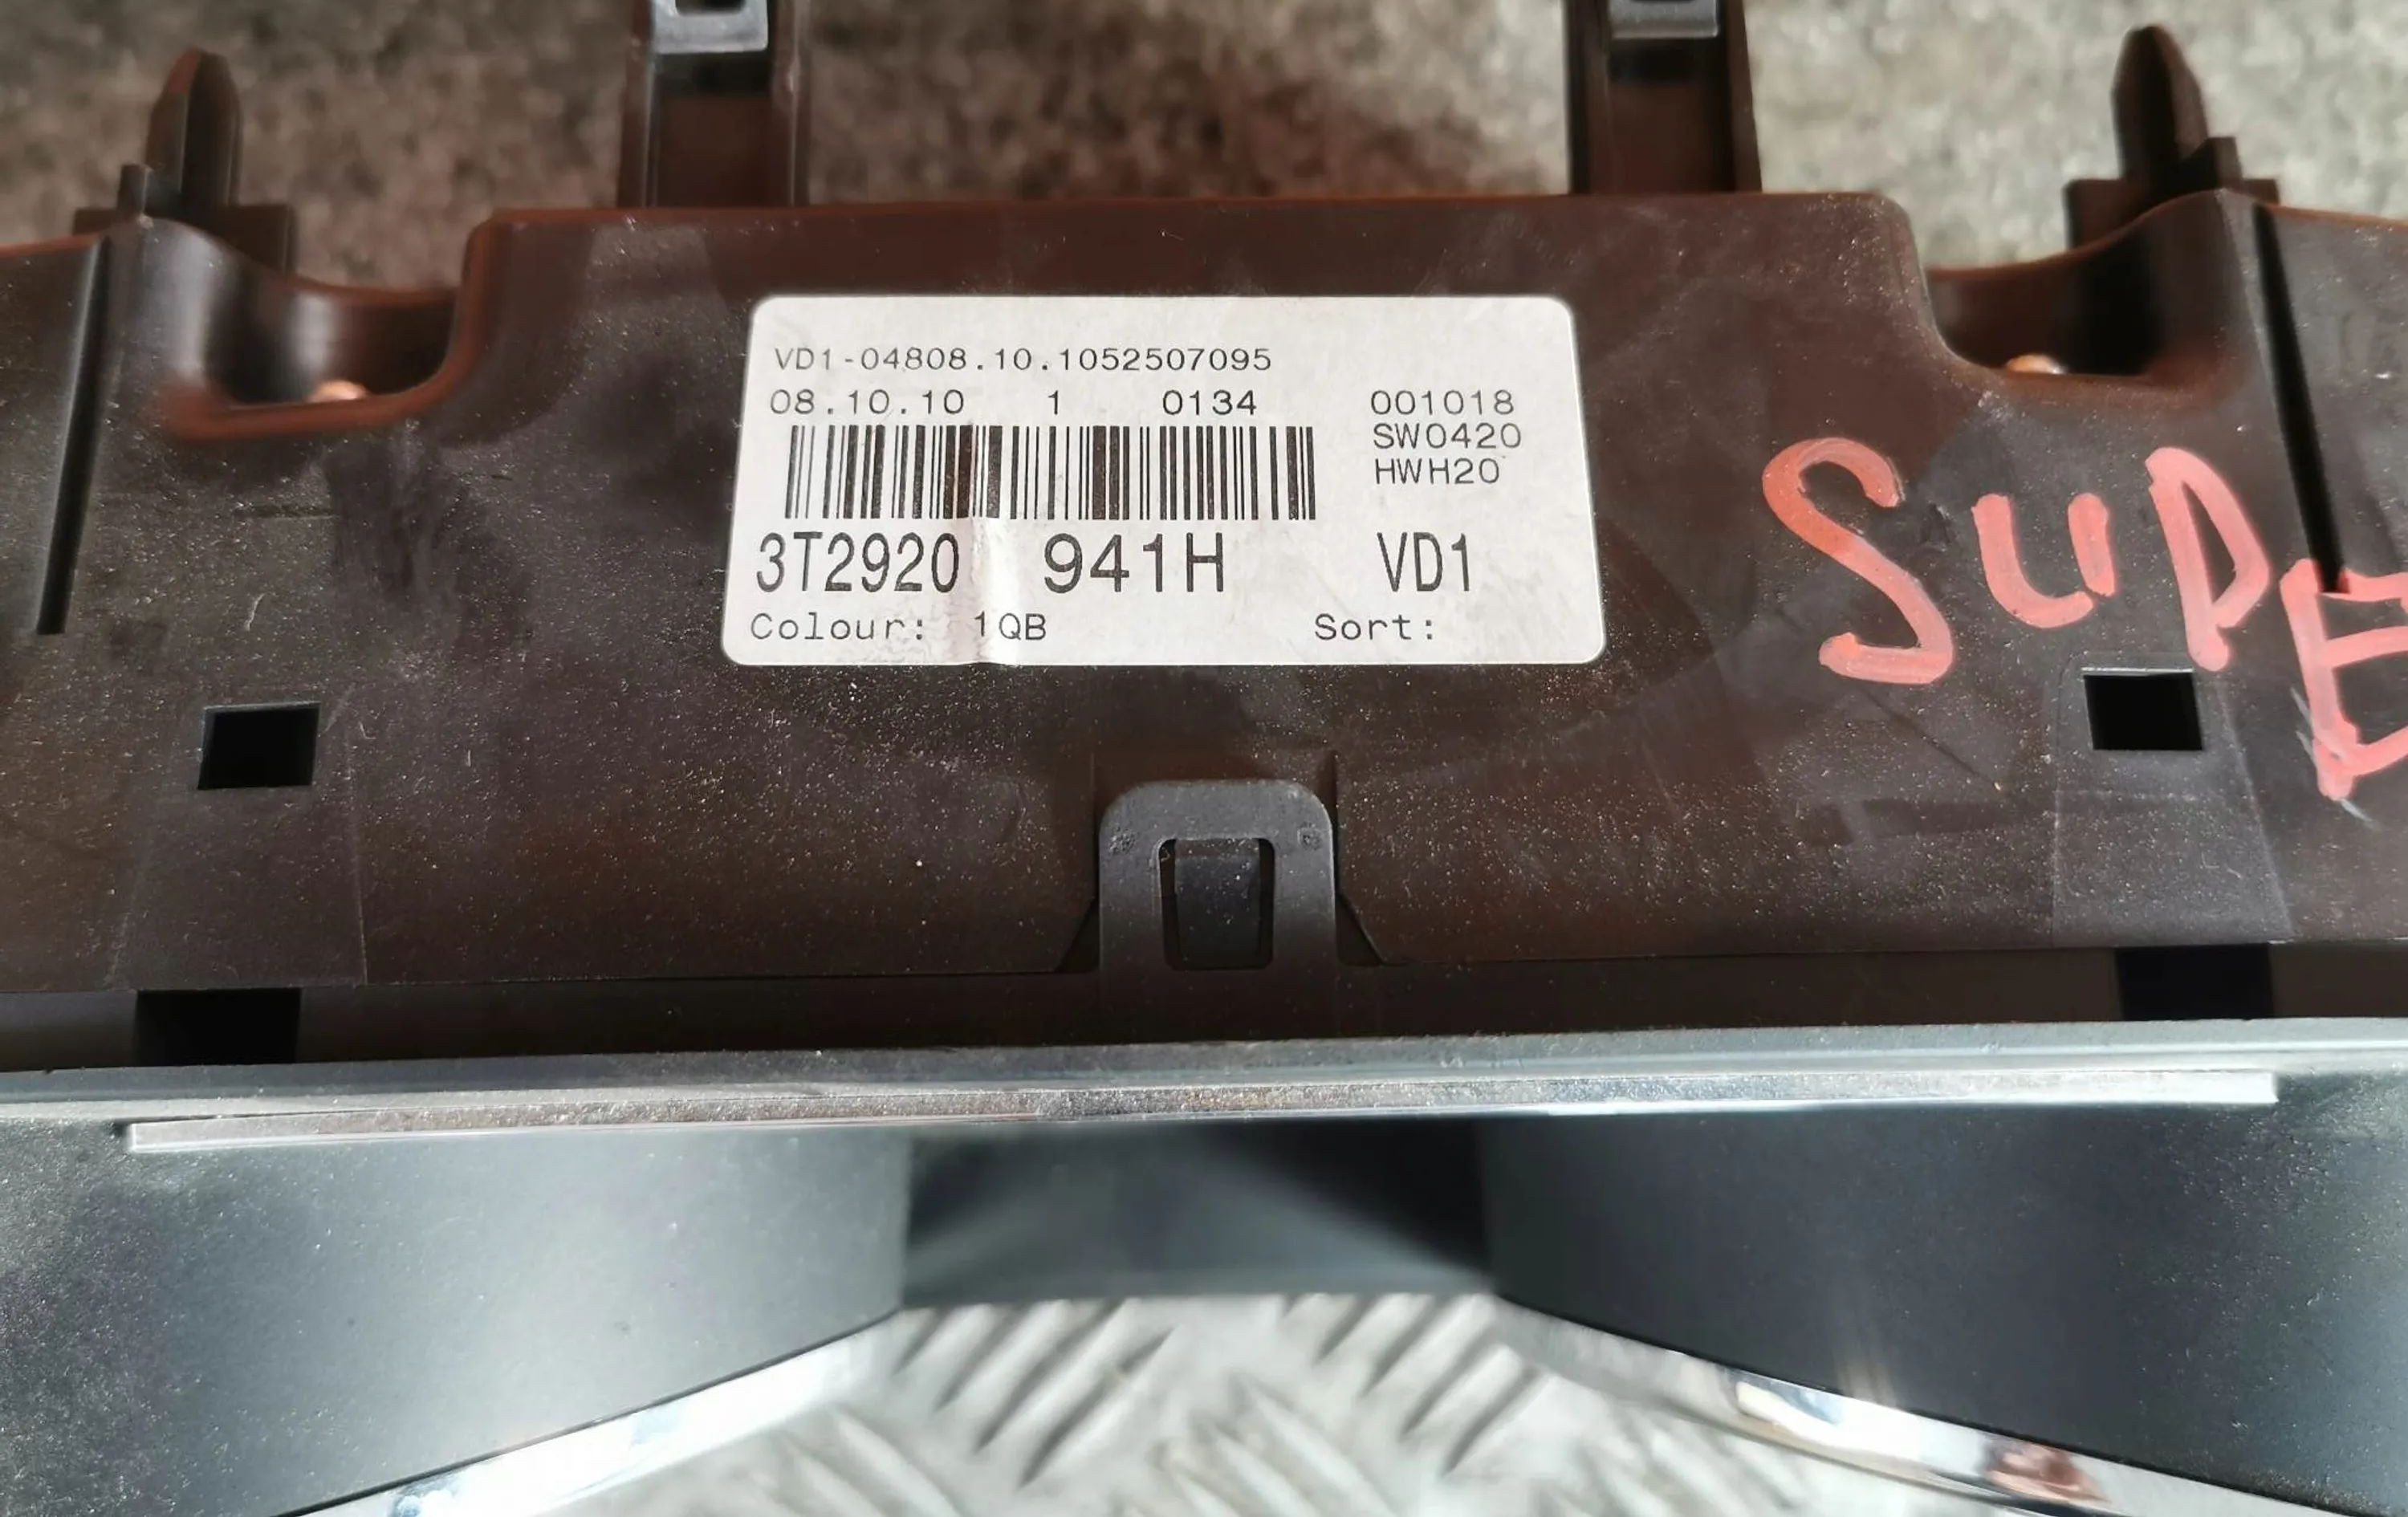 VD1-04808.10.1052507095
08.10.10 1 0134 001018
SW0420
HWH20
3T2920 941H VD1
Colour: 1QB Sort:
SUPE